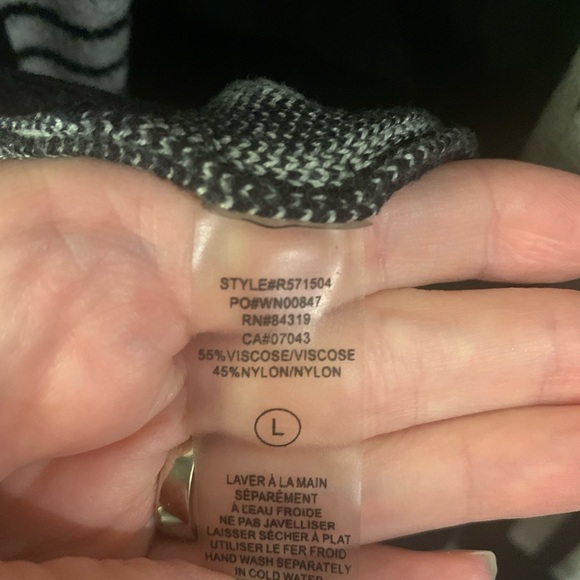 STYLE#R571504
PO#WN00847
RN#84319
CA#07043
55%VISCOSE/VISCOSE
45%NYLON/NYLON
L
LAVER À LA MAIN
SÉPARÉMENT
À L'EAU FROIDE
NE PAS JAVELLISER
LAISSER SÉCHER À PLAT
UTILISER LE FER FROID
HAND WASH SEPARATELY
IN COLD WATER